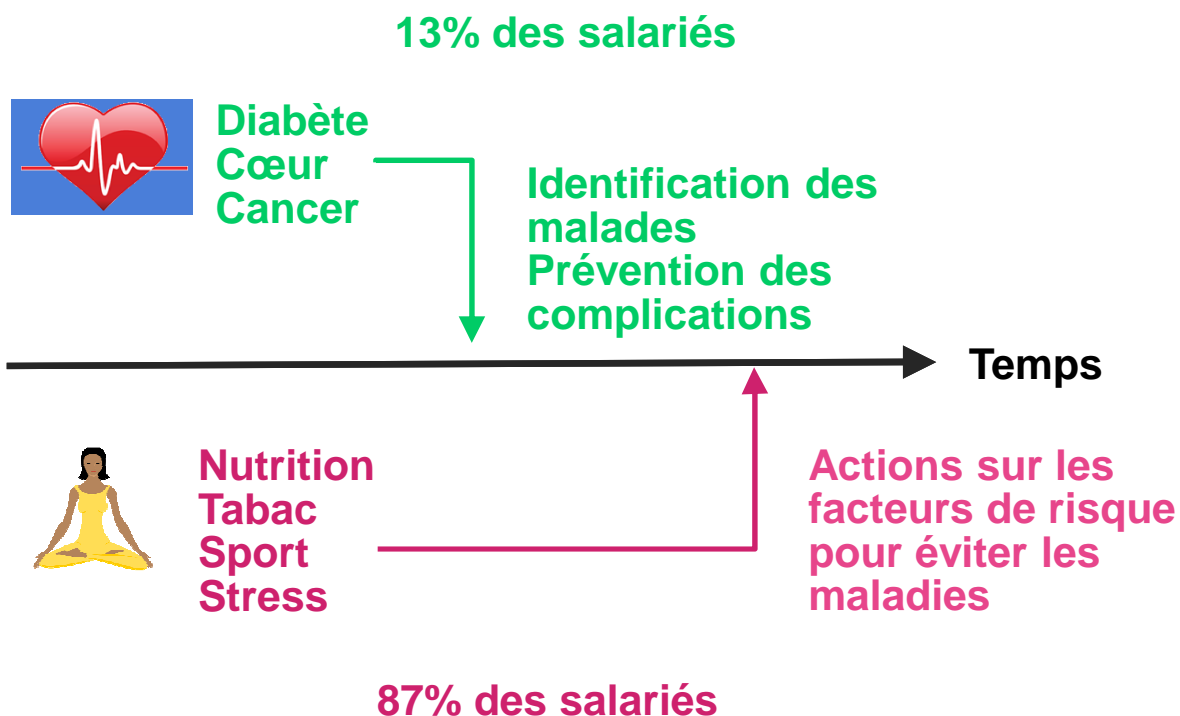 13% des salariés
Diabète
Cœur
Cancer
Identification des
malades
Prévention des
complications
Temps
Nutrition
Tabac
Sport
Stress
Actions sur les
facteurs de risque
pour éviter les
maladies
87% des salariés